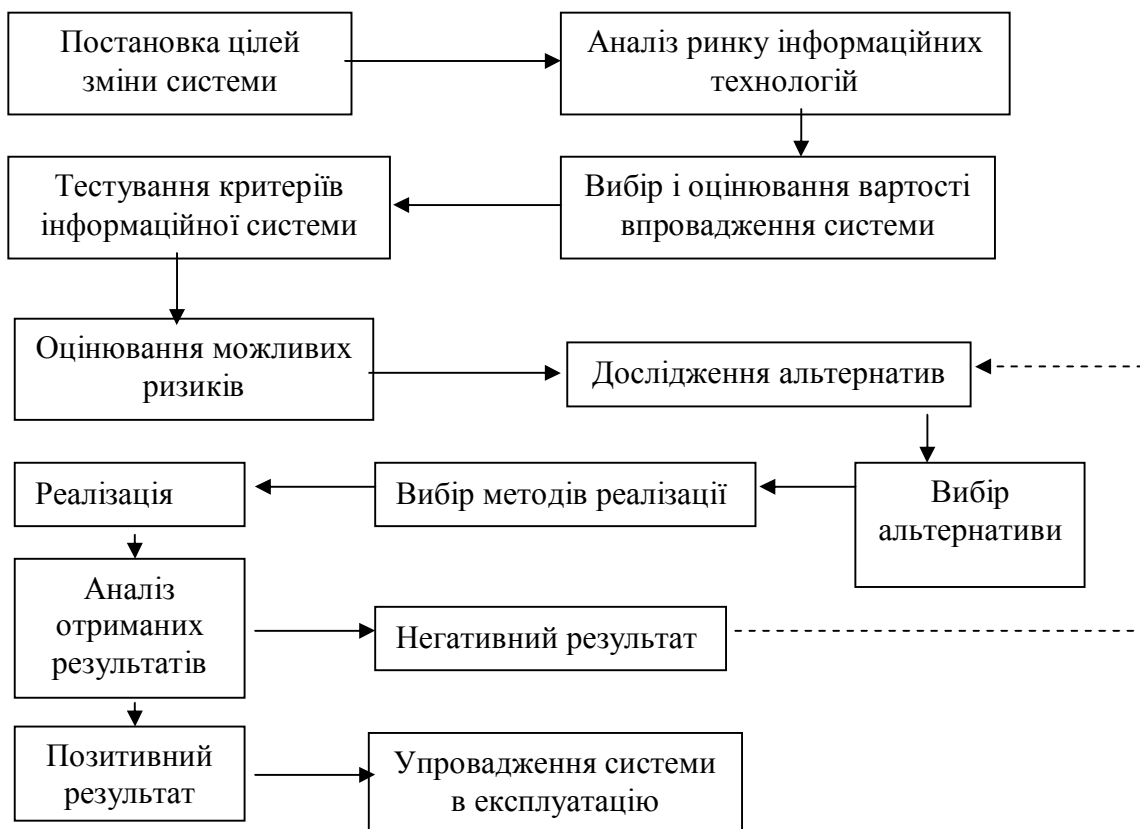 Постановка цілей
зміни системи
Аналіз ринку інформаційних
технологій
Тестування критеріїв
інформаційної системи
Вибір і оцінювання вартості
впровадження системи
Оцінювання можливих
ризиків
Дослідження альтернатив
Реалізація
Вибір методів реалізації
Вибір
альтернативи
Аналіз
отриманих
результатів
Негативний результат
Позитивний
результат
Упровадження системи
в експлуатацію